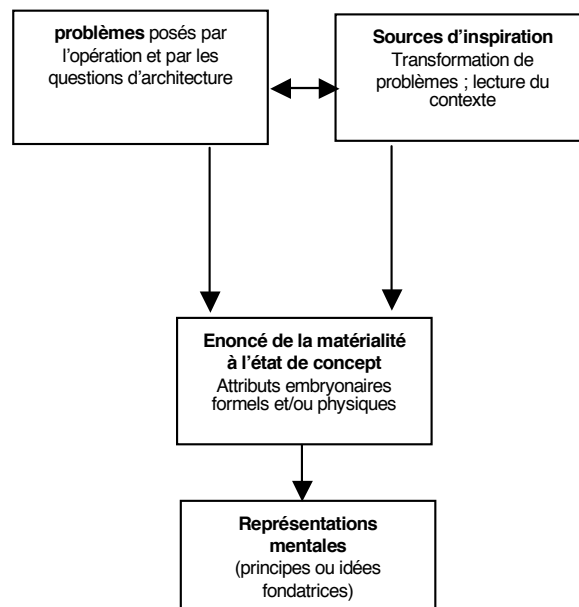 problèmes posés par
l’opération et par les
questions d’architecture
Sources d’inspiration
Transformation de
problèmes ; lecture du
contexte
Enoncé de la matérialité
à l’état de concept
Attributs embryonaires
formels et/ou physiques
Représentations
mentales
(principes ou idées
fondatrices)